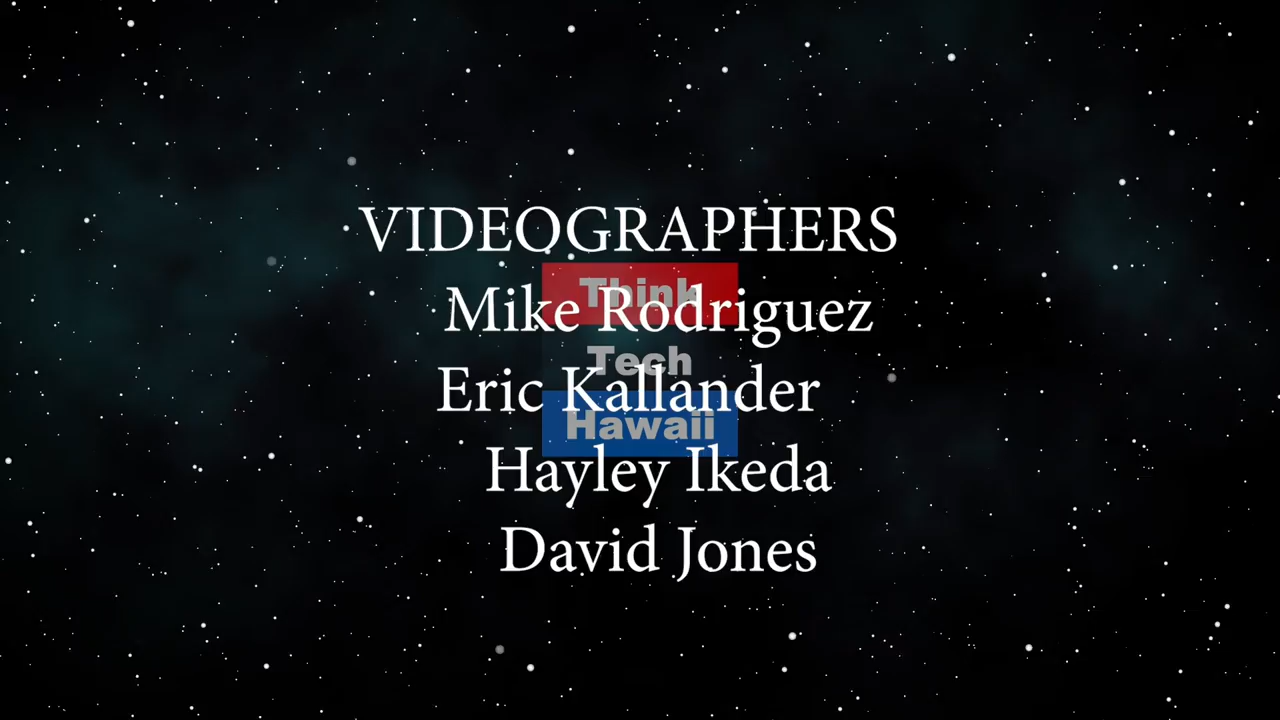 VIDEOGRAPHERS
Think
Mike Rodriguez
Tech
Eric Kallander
Hawaii
Hayley Ikeda
David Jones